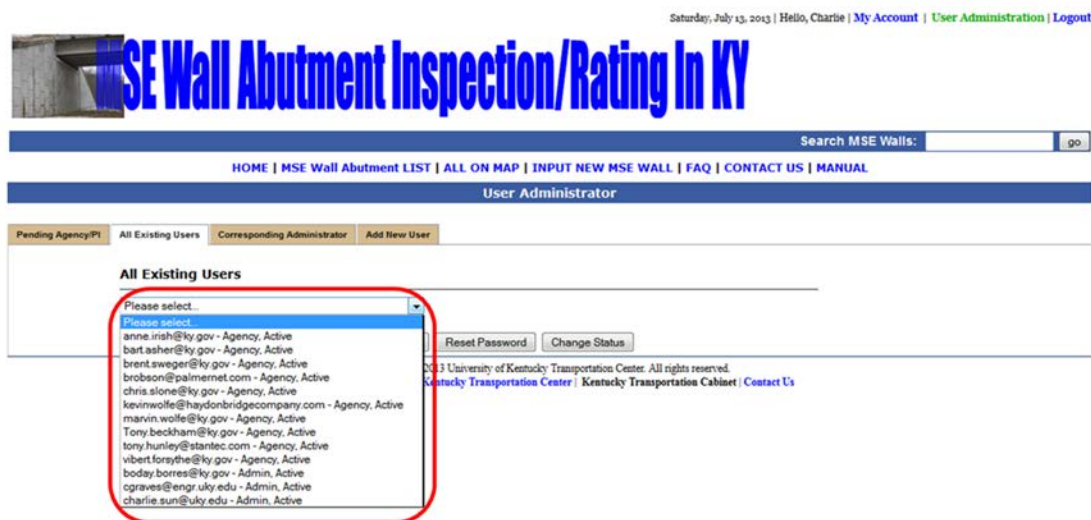 Saturday, July 13, 2013 | Hello, Charlie | My Account | User Administration | Logout
MSE Wall Abutment Inspection/Rating In KY
Search MSE Walls: go
HOME | MSE Wall Abutment LIST | ALL ON MAP | INPUT NEW MSE WALL | FAQ | CONTACT US | MANUAL
User Administrator
Pending Agency/PI All Existing Users Corresponding Administrator Add New User
All Existing Users
Please select...
Please select...
anne.irish@ky.gov - Agency, Active
bart.asher@ky.gov - Agency, Active
Reset Password Change Status
brent.sweger@ky.gov - Agency, Active
2013 University of Kentucky Transportation Center. All rights reserved.
brobson@palmernet.com - Agency, Active
Kentucky Transportation Center | Kentucky Transportation Cabinet | Contact Us
chris.slone@ky.gov - Agency, Active
kevinwolfe@haydonbridgecompany.com - Agency, Active
marvin.wolfe@ky.gov - Agency, Active
Tony.beckham@ky.gov - Agency, Active
tony.hunley@stantec.com - Agency, Active
vibert.forsythe@ky.gov - Agency, Active
boday.borres@ky.gov - Admin, Active
cgraves@engr.uky.edu - Admin, Active
charlie.sun@uky.edu - Admin, Active